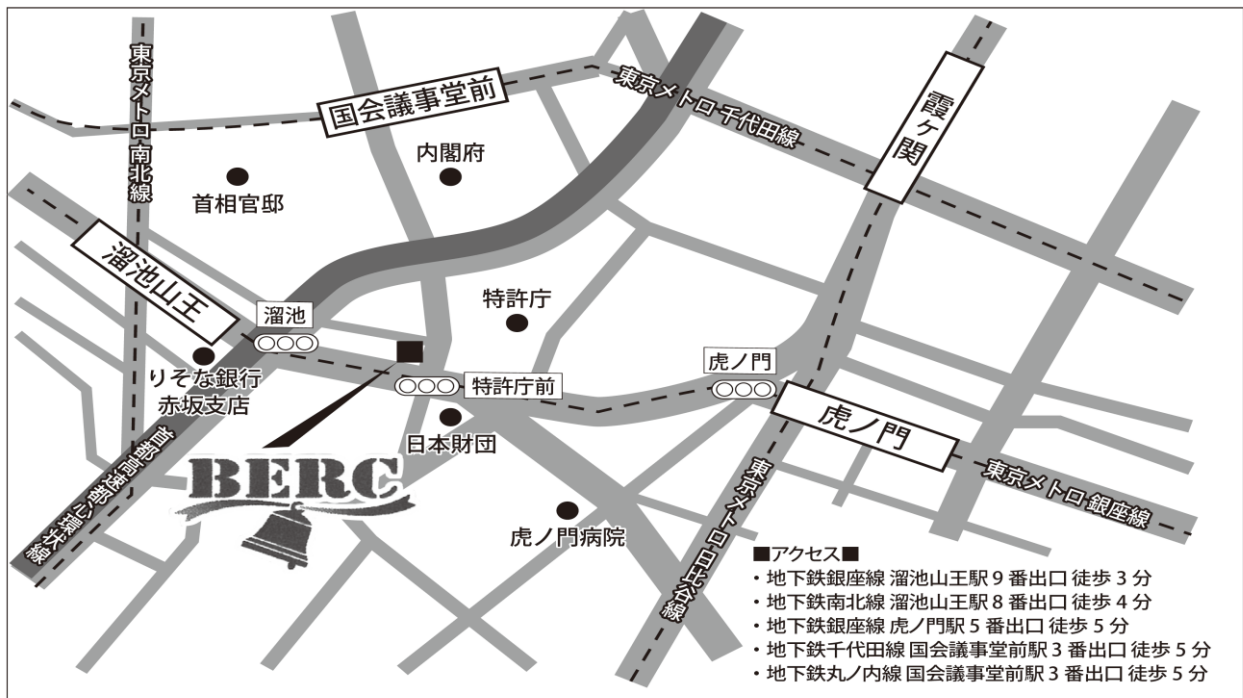 東京メトロ 南北線
国会議事堂前
東京メトロ 千代田線
霞ヶ関
内閣府
首相官邸
溜池山王
溜池
特許庁
虎ノ門
りそな銀行
赤坂支店
特許庁前
日本財団
虎ノ門
首都高速都心環状線
BERC
東京メトロ日比谷線
東京メトロ・銀座線
虎ノ門病院
■アクセス■
・地下鉄銀座線 溜池山王駅 9 番出口 徒歩 3 分
・地下鉄南北線 溜池山王駅 8 番出口 徒歩 4 分
・地下鉄銀座線 虎ノ門駅 5 番出口 徒歩 5 分
・地下鉄千代田線 国会議事堂前駅 3 番出口 徒歩 5 分
・地下鉄丸ノ内線 国会議事堂前駅 3 番出口 徒歩 5 分